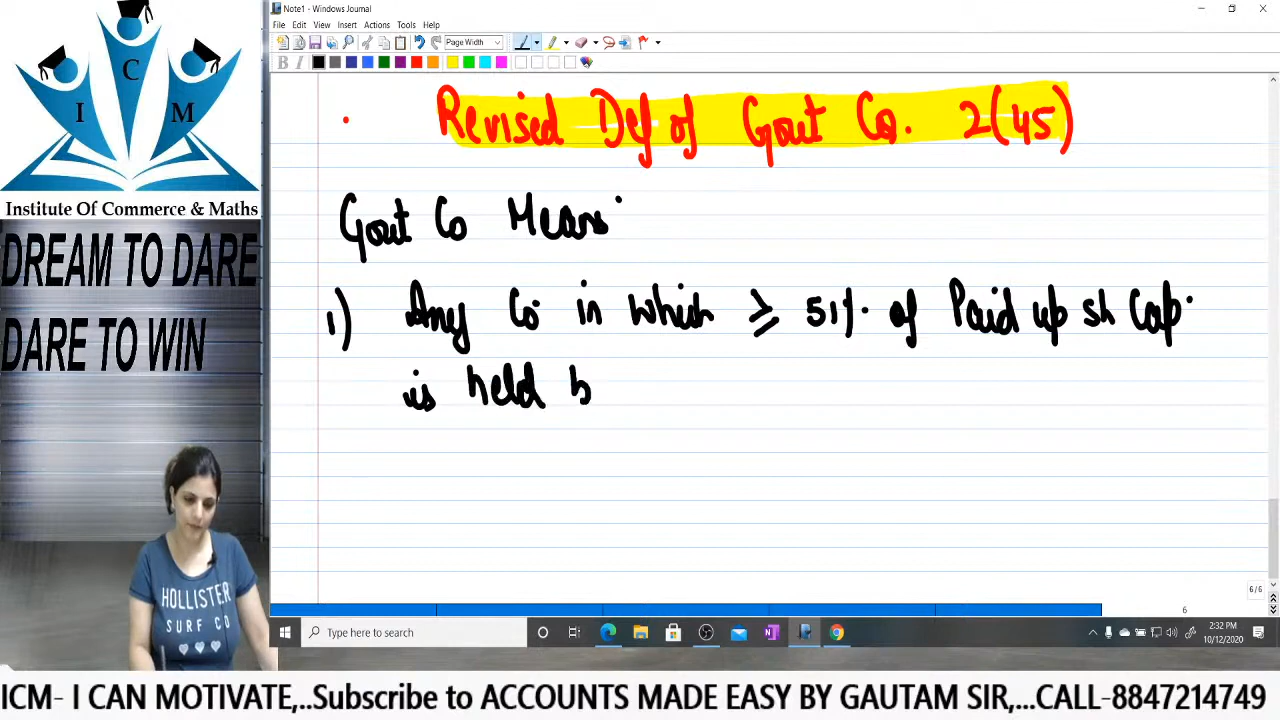 Note1 - Windows Journal
File Edit View Insert Actions Tools Help
Page Width
B I
I C M
Institute Of Commerce & Maths
DREAM TO DARE
DARE TO WIN
Revised Def of Govt Co. 2(45)
Govt Co Means
1) Any Co in which ≥ 51% of Paid up sh Cap.
is held b
HOLLISTER
SURF CO
6/6
6
Type here to search
2:32 PM
10/12/2020
ICM- I CAN MOTIVATE,..Subscribe to ACCOUNTS MADE EASY BY GAUTAM SIR,...CALL-8847214749